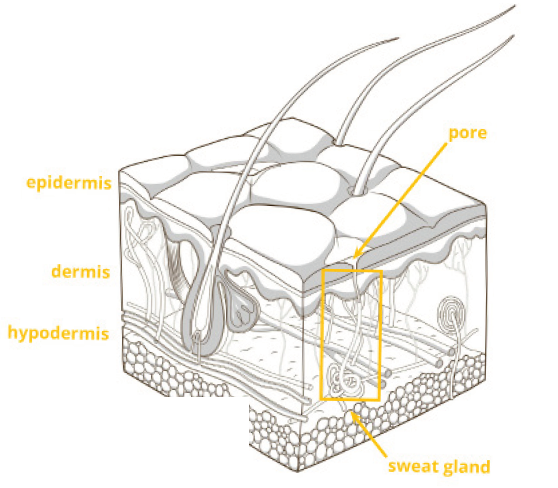 pore
epidermis
dermis
hypodermis
sweat gland